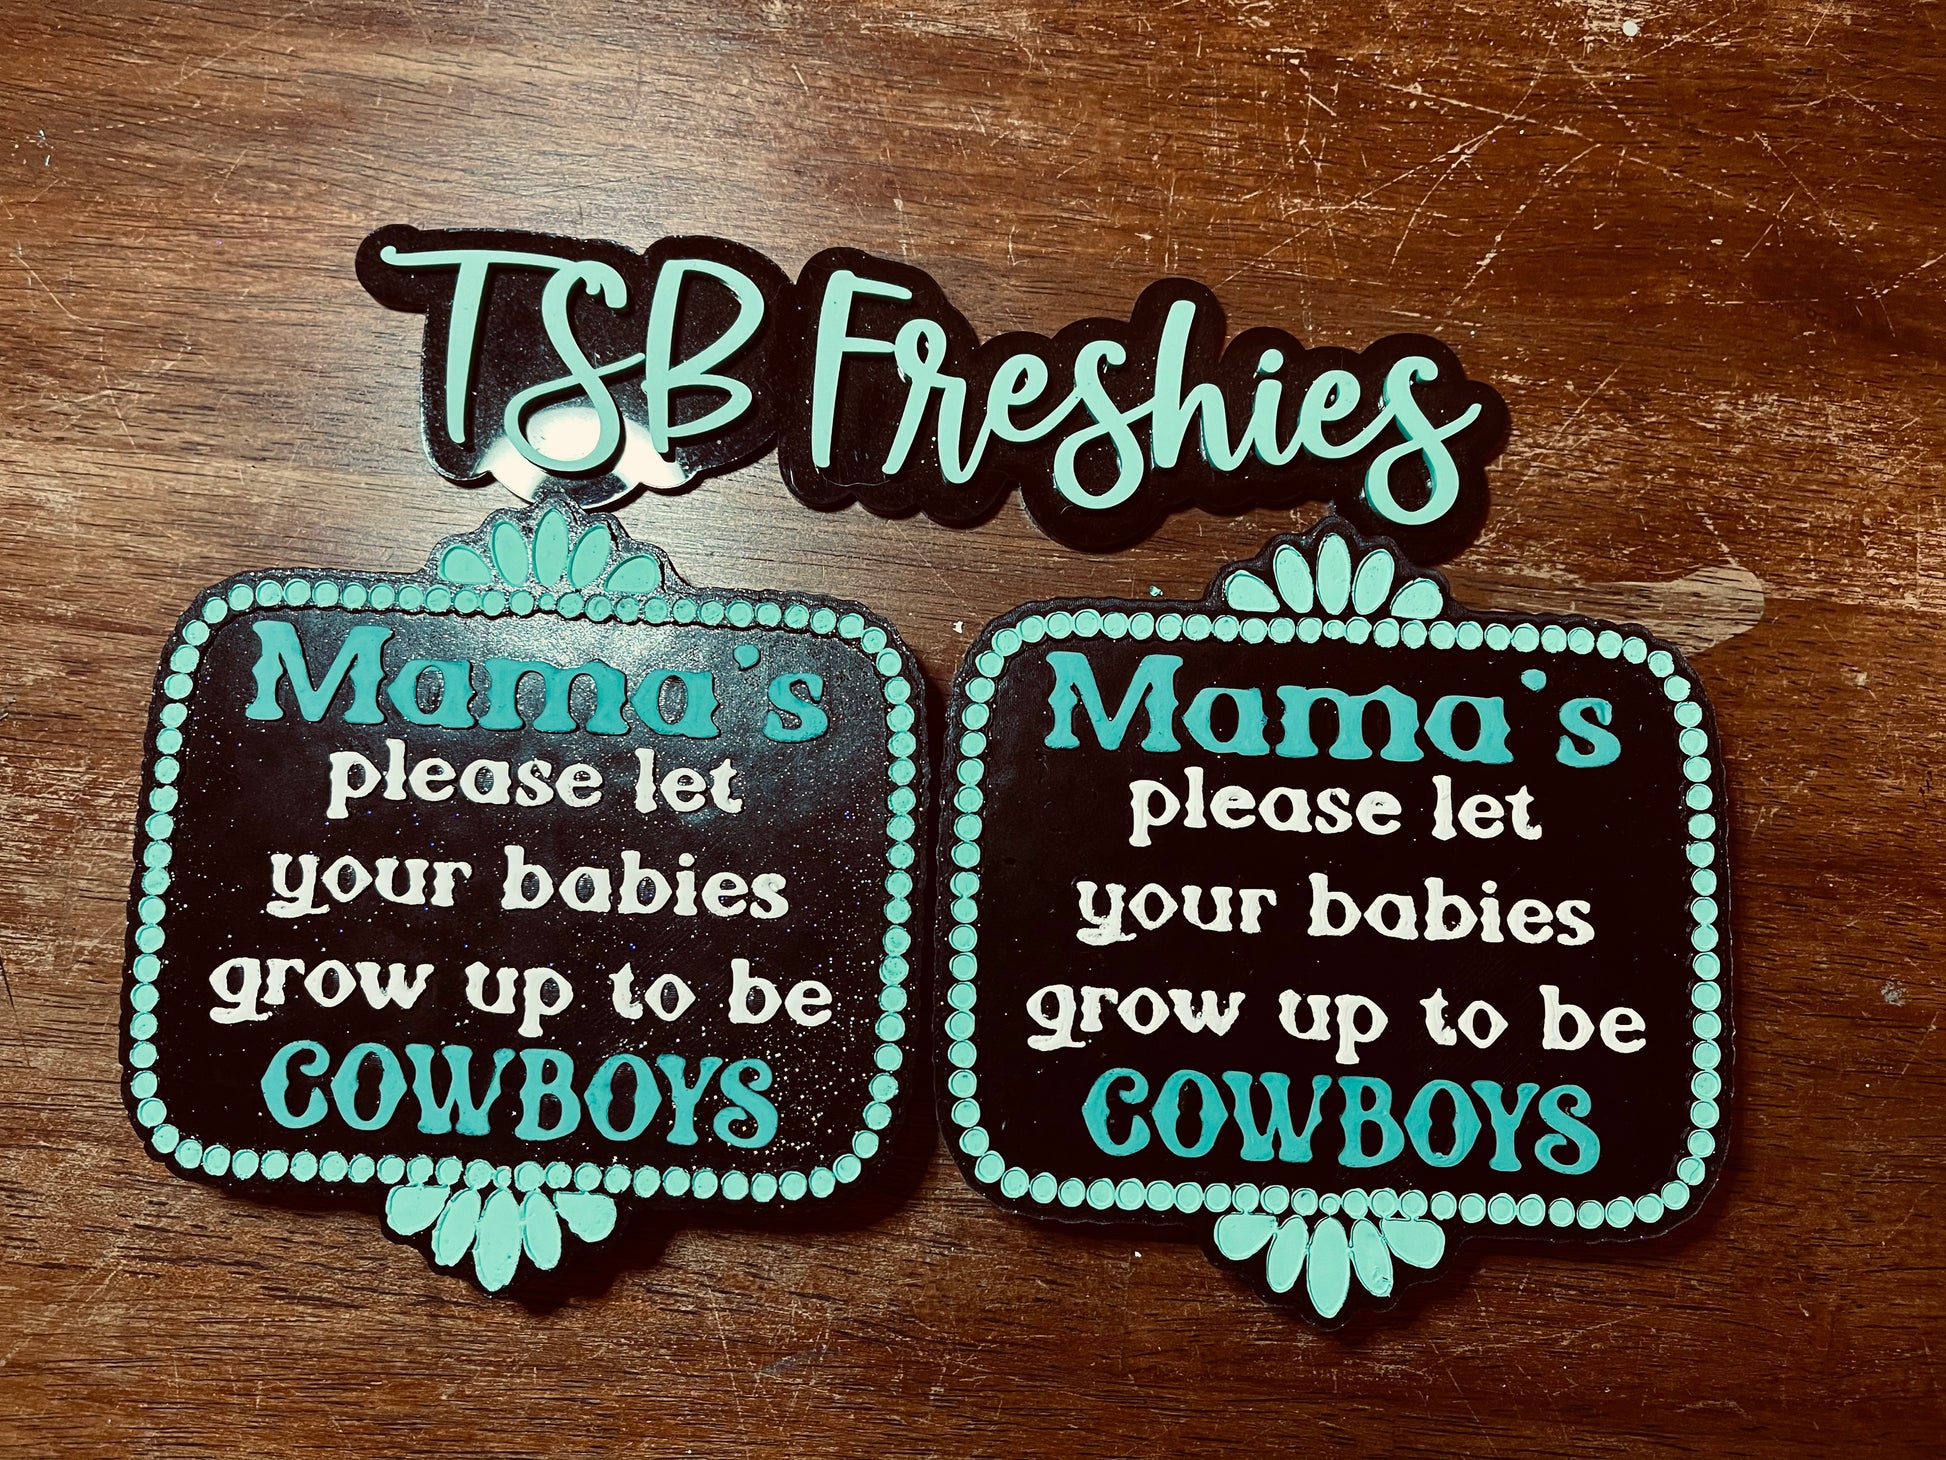 TSB Freshies
Mama's
please let
your babies
grow up to be
COWBOYS
Mama's
please let
your babies
grow up to be
COWBOYS